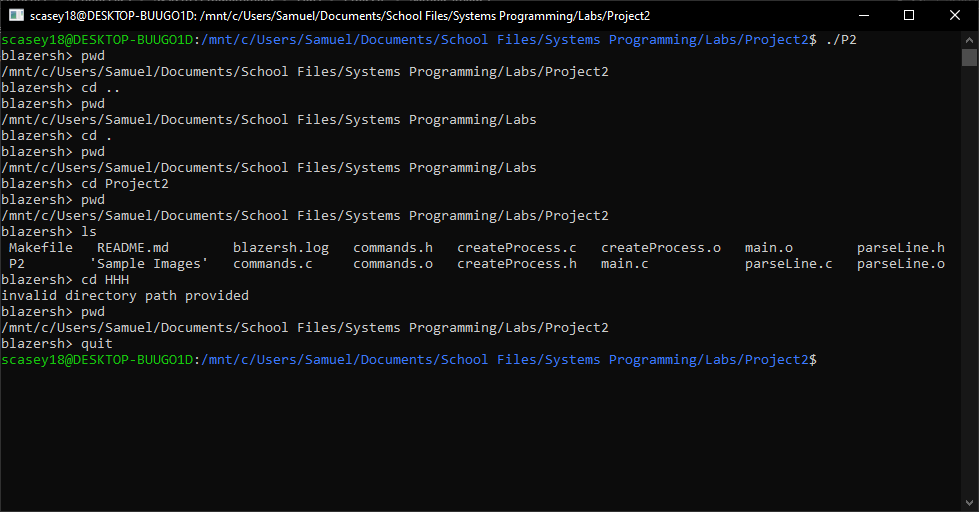 scasey18@DESKTOP-BUUGO1D: /mnt/c/Users/Samuel/Documents/School Files/Systems Programming/Labs/Project2
scasey18@DESKTOP-BUUGO1D:/mnt/c/Users/Samuel/Documents/School Files/Systems Programming/Labs/Project2$ ./P2
blazersh> pwd
/mnt/c/Users/Samuel/Documents/School Files/Systems Programming/Labs/Project2
blazersh> cd ..
blazersh> pwd
/mnt/c/Users/Samuel/Documents/School Files/Systems Programming/Labs
blazersh> cd .
blazersh> pwd
/mnt/c/Users/Samuel/Documents/School Files/Systems Programming/Labs
blazersh> cd Project2
blazersh> pwd
/mnt/c/Users/Samuel/Documents/School Files/Systems Programming/Labs/Project2
blazersh> ls
 Makefile   README.md        blazersh.log   commands.h   createProcess.c   createProcess.o   main.o        parseLine.h
 P2        'Sample Images'   commands.c     commands.o   createProcess.h   main.c            parseLine.c   parseLine.o
blazersh> cd HHH
invalid directory path provided
blazersh> pwd
/mnt/c/Users/Samuel/Documents/School Files/Systems Programming/Labs/Project2
blazersh> quit
scasey18@DESKTOP-BUUGO1D:/mnt/c/Users/Samuel/Documents/School Files/Systems Programming/Labs/Project2$